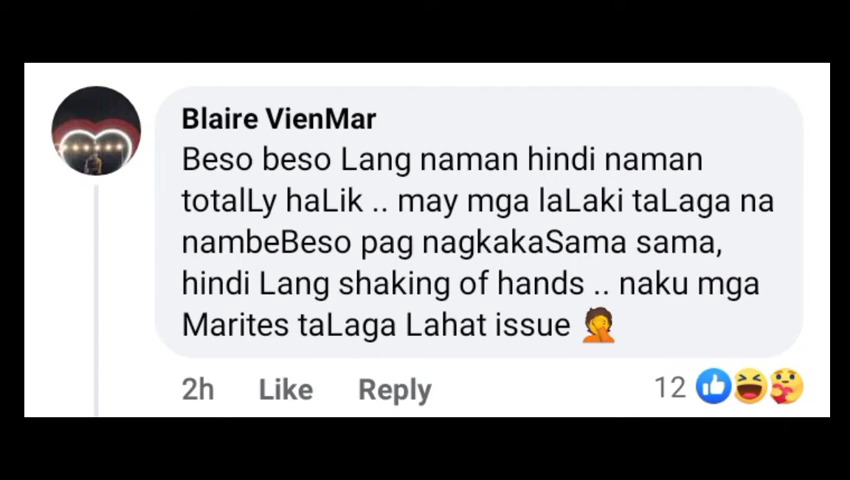 Blaire VienMar
Beso beso Lang naman hindi naman
totalLy haLik .. may mga laLaki taLaga na
nambeBeso pag nagkakaSama sama,
hindi Lang shaking of hands .. naku mga
Marites taLaga Lahat issue 🤦
2h Like Reply 12